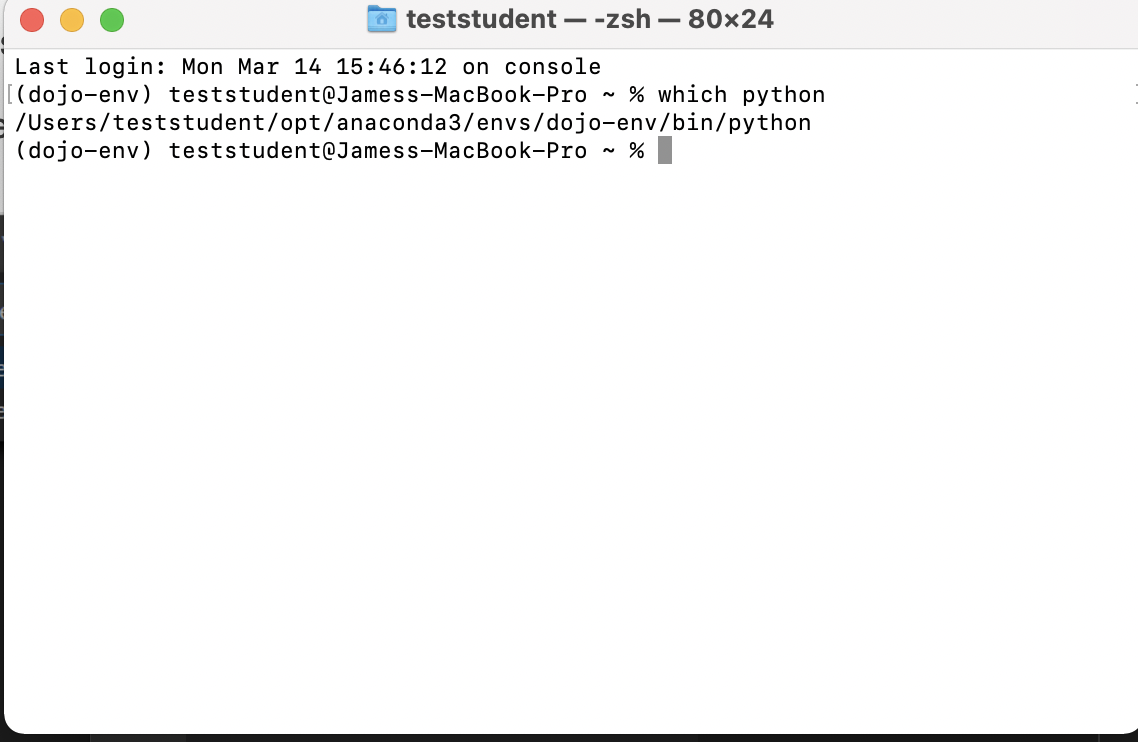 teststudent — -zsh — 80×24
Last login: Mon Mar 14 15:46:12 on console
[(dojo-env) teststudent@Jamess-MacBook-Pro ~ % which python
/Users/teststudent/opt/anaconda3/envs/dojo-env/bin/python
(dojo-env) teststudent@Jamess-MacBook-Pro ~ %